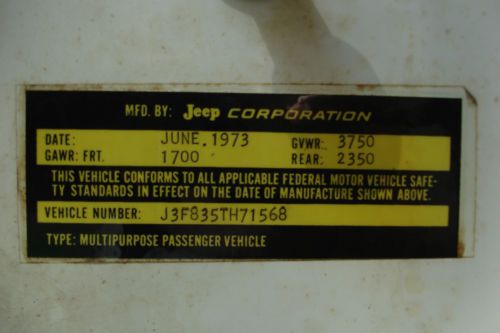 MFD. BY: Jeep CORPORATION
DATE: JUNE, 1973 GVWR: 3750
GAWR: FRT. 1700 REAR: 2350
THIS VEHICLE CONFORMS TO ALL APPLICABLE FEDERAL MOTOR VEHICLE SAFE-
TY STANDARDS IN EFFECT ON THE DATE OF MANUFACTURE SHOWN ABOVE.
VEHICLE NUMBER: J3F835TH71568
TYPE: MULTIPURPOSE PASSENGER VEHICLE